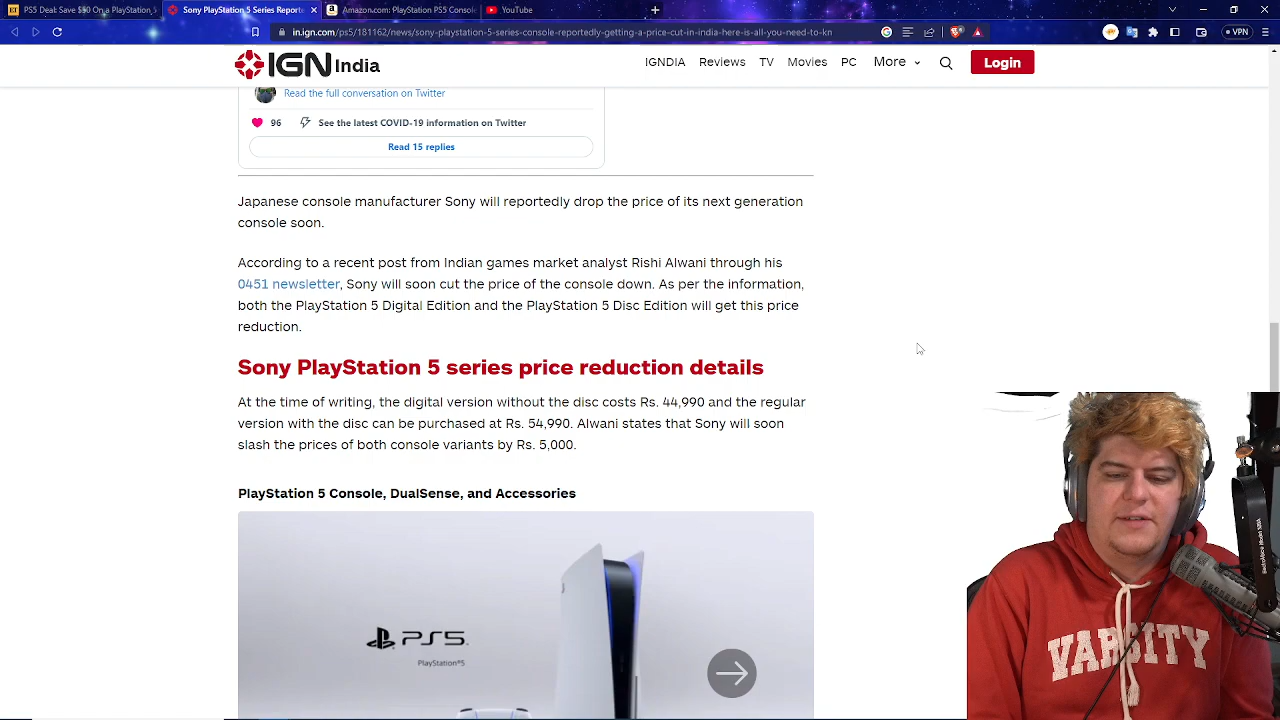 PS5 Deal: Save $50 On a PlayStation,
Sony PlayStation 5 Series Reporte
Amazon.com: PlayStation PS5 Console
YouTube
in.ign.com/ps5/181162/news/sony-playstation-5-series-console-reportedly-getting-a-price-cut-in-india-here-is-all-you-need-to-kn
VPN
IGN India
IGNDIA Reviews TV Movies PC More Login
Read the full conversation on Twitter
96 See the latest COVID-19 information on Twitter
Read 15 replies
Japanese console manufacturer Sony will reportedly drop the price of its next generation
console soon.
According to a recent post from Indian games market analyst Rishi Alwani through his
0451 newsletter, Sony will soon cut the price of the console down. As per the information,
both the PlayStation 5 Digital Edition and the PlayStation 5 Disc Edition will get this price
reduction.
Sony PlayStation 5 series price reduction details
At the time of writing, the digital version without the disc costs Rs. 44,990 and the regular
version with the disc can be purchased at Rs. 54,990. Alwani states that Sony will soon
slash the prices of both console variants by Rs. 5,000.
PlayStation 5 Console, DualSense, and Accessories
PS5
PlayStation®5
VARSITY